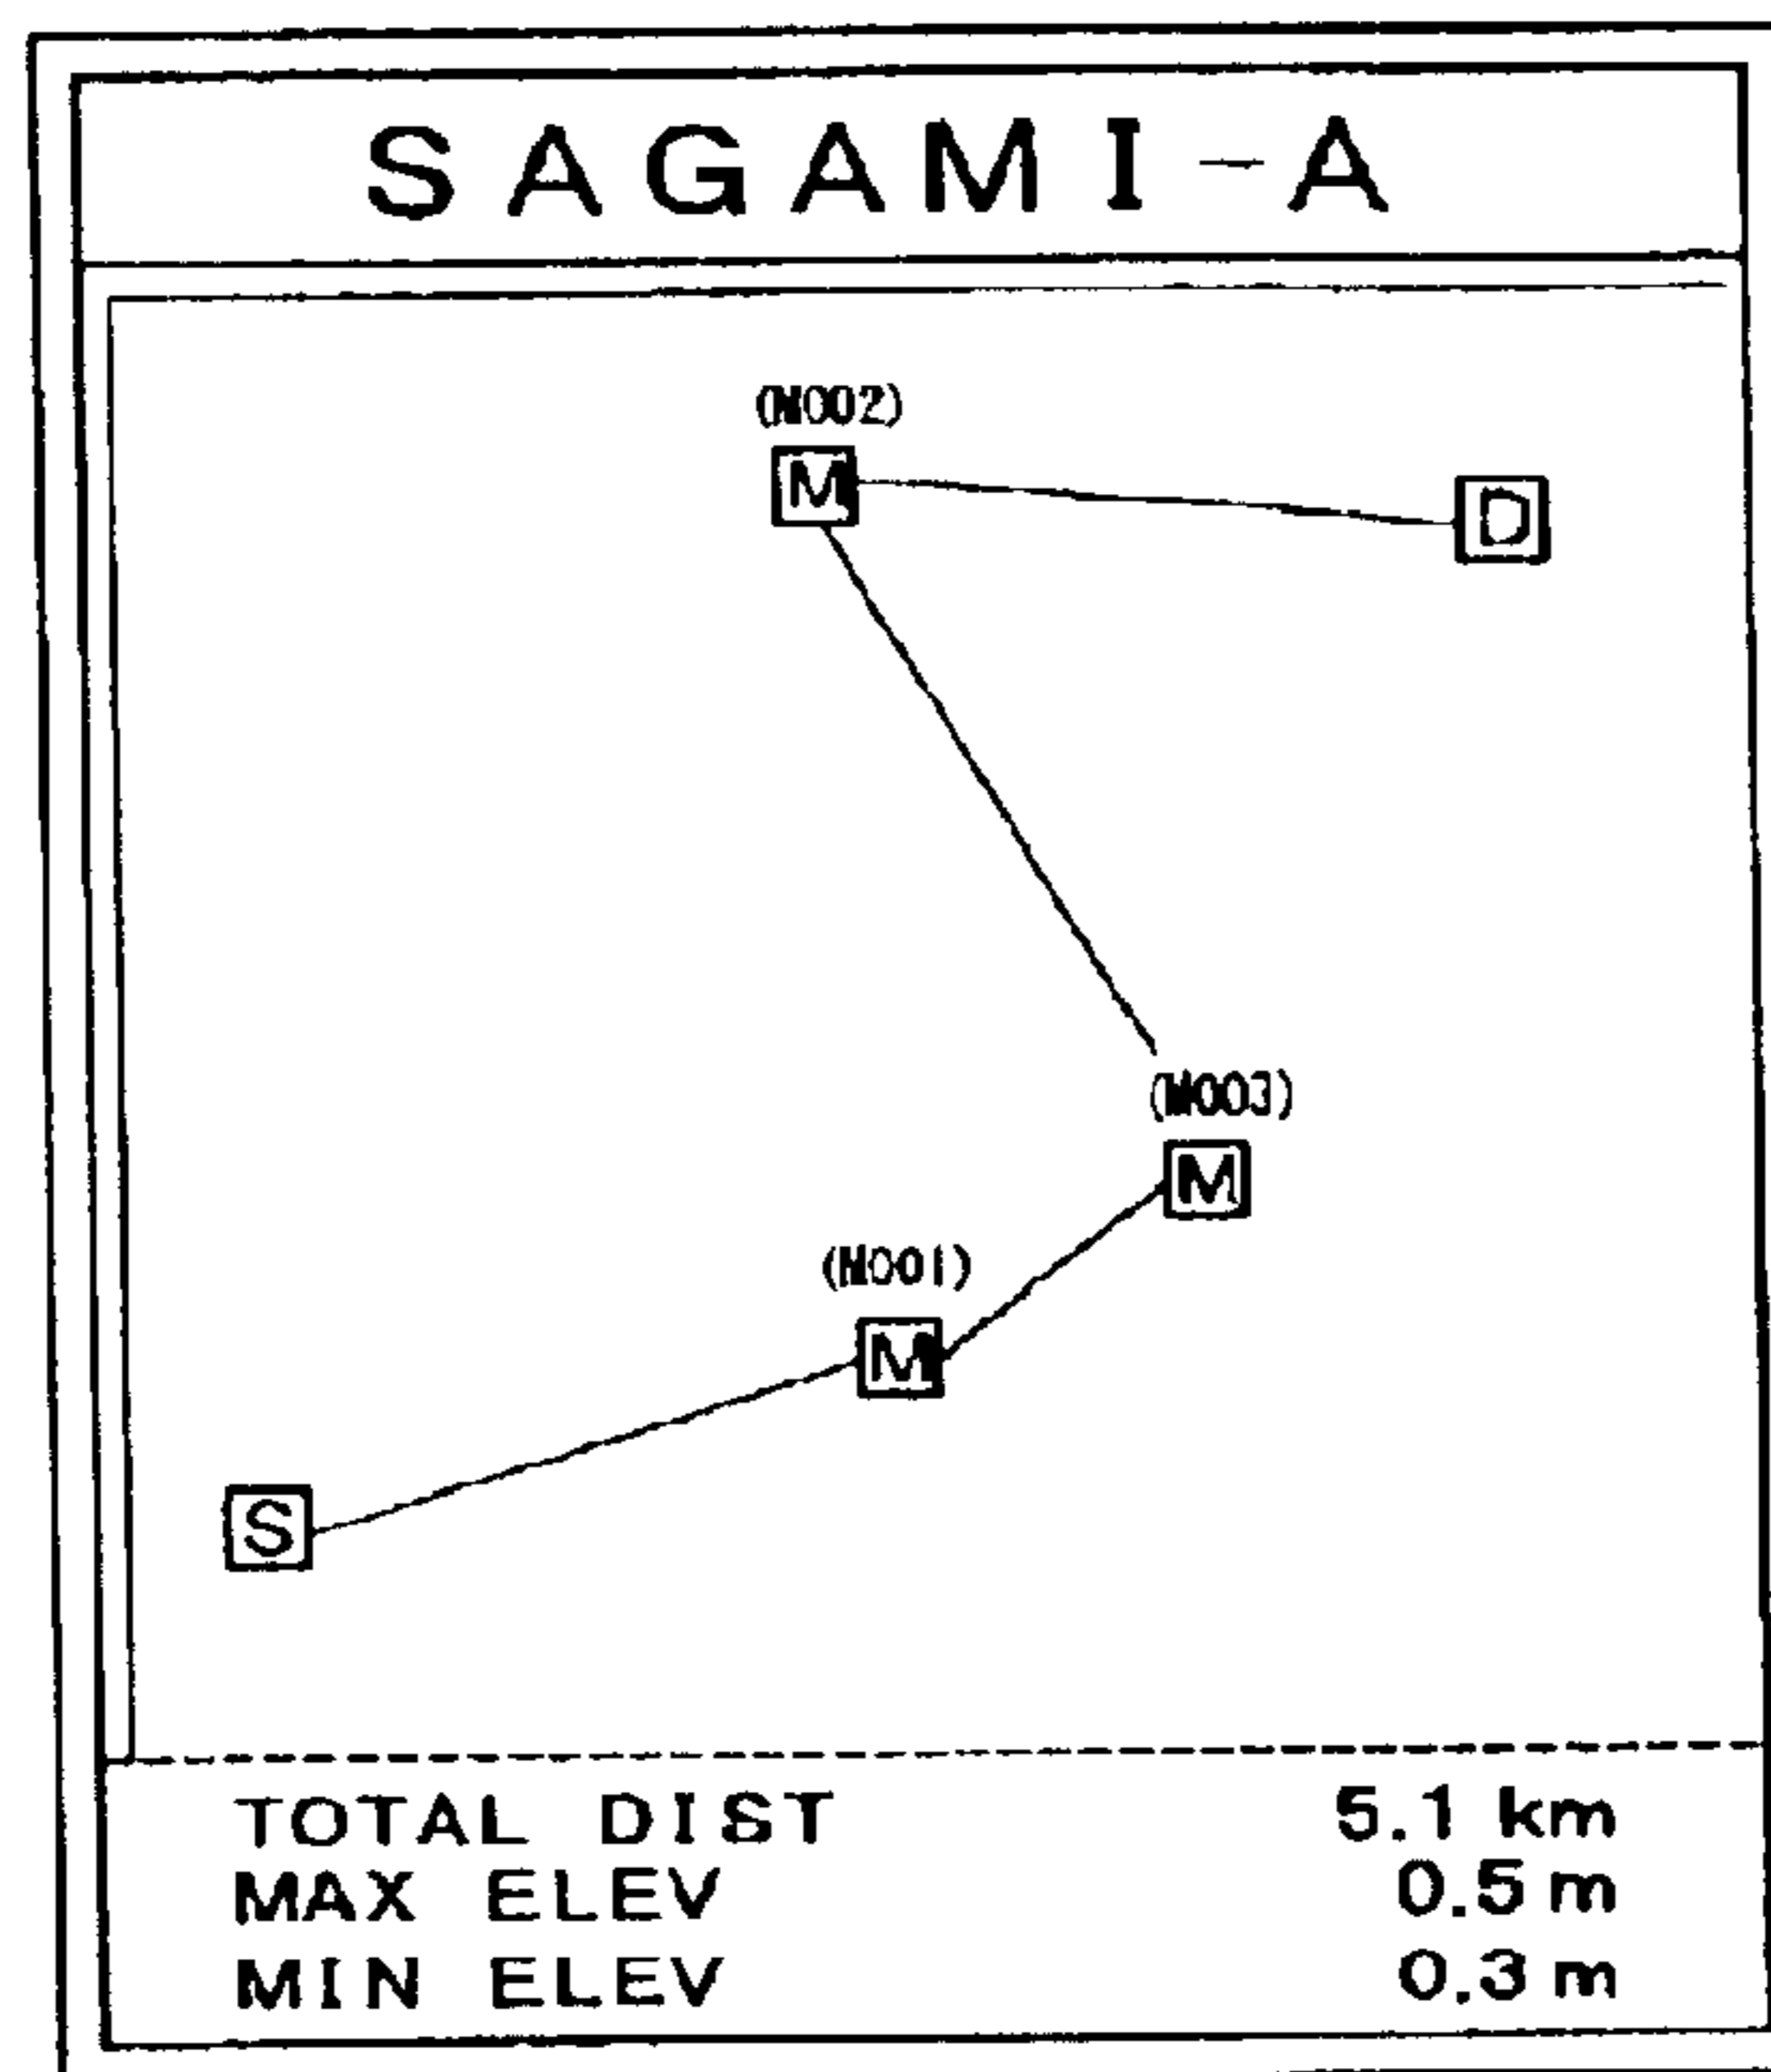 SAGAMI-A
(M002)
M
D
(M003)
M
(M001)
M
S
TOTAL DIST 5.1 km
MAX ELEV 0.5 m
MIN ELEV 0.3 m